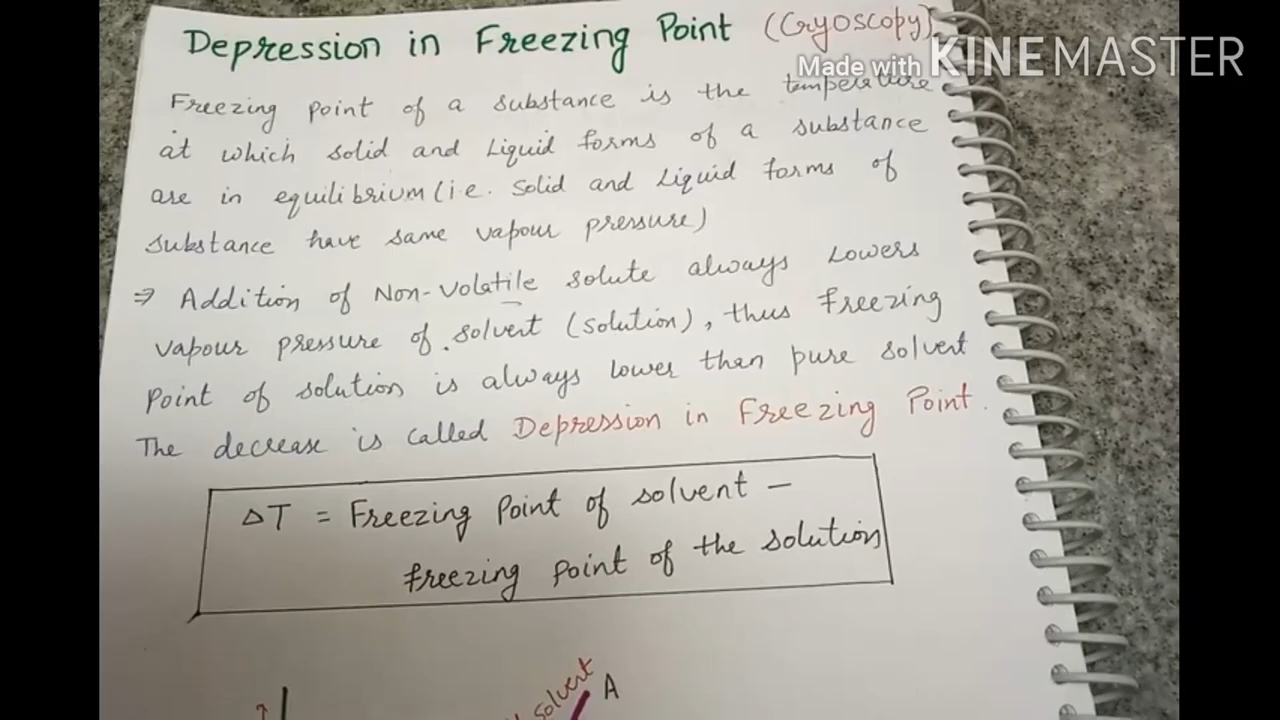 Depression in Freezing Point (Cryoscopy)
Made with KINEMASTER
Freezing point of a substance is the temperature
at which solid and Liquid forms of a substance
are in equilibrium (i.e. solid and Liquid forms of
substance have same vapour pressure)
⇒ Addition of Non-Volatile solute always Lowers
vapour pressure of solvent (solution), thus freezing
point of solution is always lower than pure solvent
The decrease is called Depression in Freezing Point.
ΔT = Freezing Point of solvent -
freezing point of the solution
solvent
A